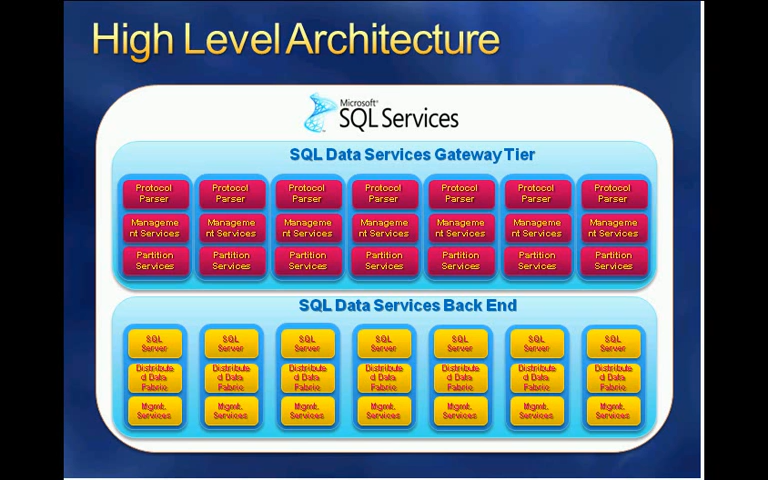 High Level Architecture
Microsoft®
SQL Services
SQL Data Services Gateway Tier
Protocol Protocol Protocol Protocol Protocol Protocol Protocol
Parser Parser Parser Parser Parser Parser Parser
Manageme Manageme Manageme Manageme Manageme Manageme Manageme
nt Services nt Services nt Services nt Services nt Services nt Services nt Services
Partition Partition Partition Partition Partition Partition Partition
Services Services Services Services Services Services Services
SQL Data Services Back End
SQL SQL SQL SQL SQL SQL SQL
Server Server Server Server Server Server Server
Distribute Distribute Distribute Distribute Distribute Distribute Distribute
d Data d Data d Data d Data d Data d Data d Data
Fabric Fabric Fabric Fabric Fabric Fabric Fabric
Mgmt. Mgmt. Mgmt. Mgmt. Mgmt. Mgmt. Mgmt.
Services Services Services Services Services Services Services